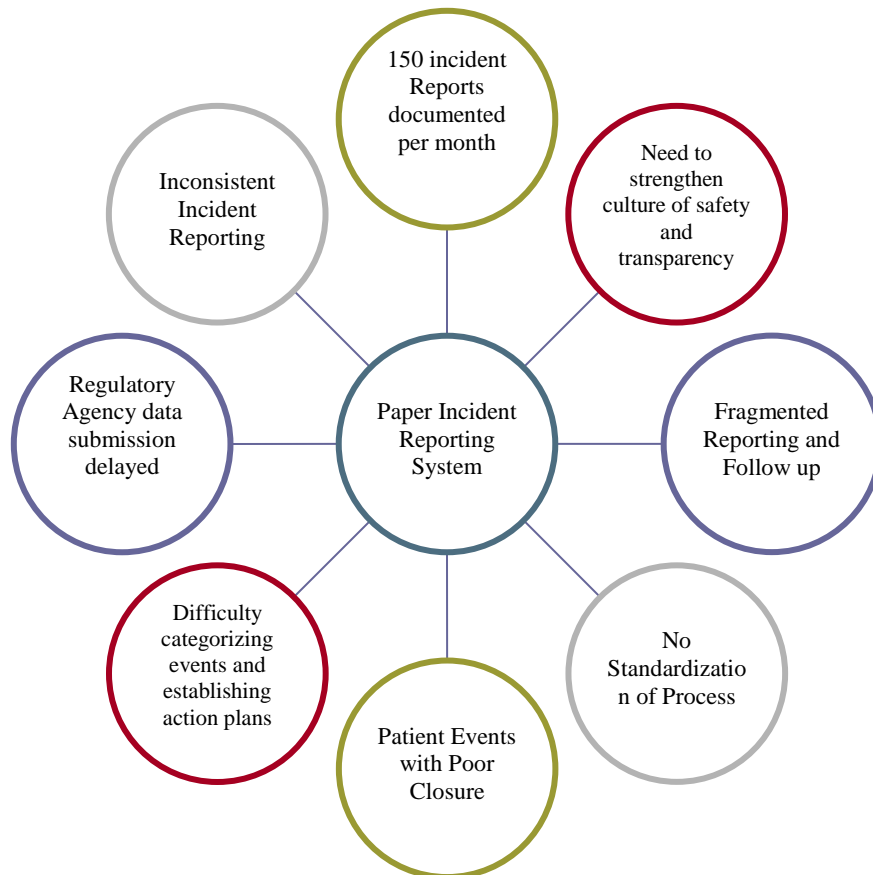 150 incident
Reports
documented
per month
Need to
strengthen
culture of safety
and
transparency
Fragmented
Reporting and
Follow up
No
Standardizatio
n of Process
Patient Events
with Poor
Closure
Difficulty
categorizing
events and
establishing
action plans
Regulatory
Agency data
submission
delayed
Inconsistent
Incident
Reporting
Paper Incident
Reporting
System